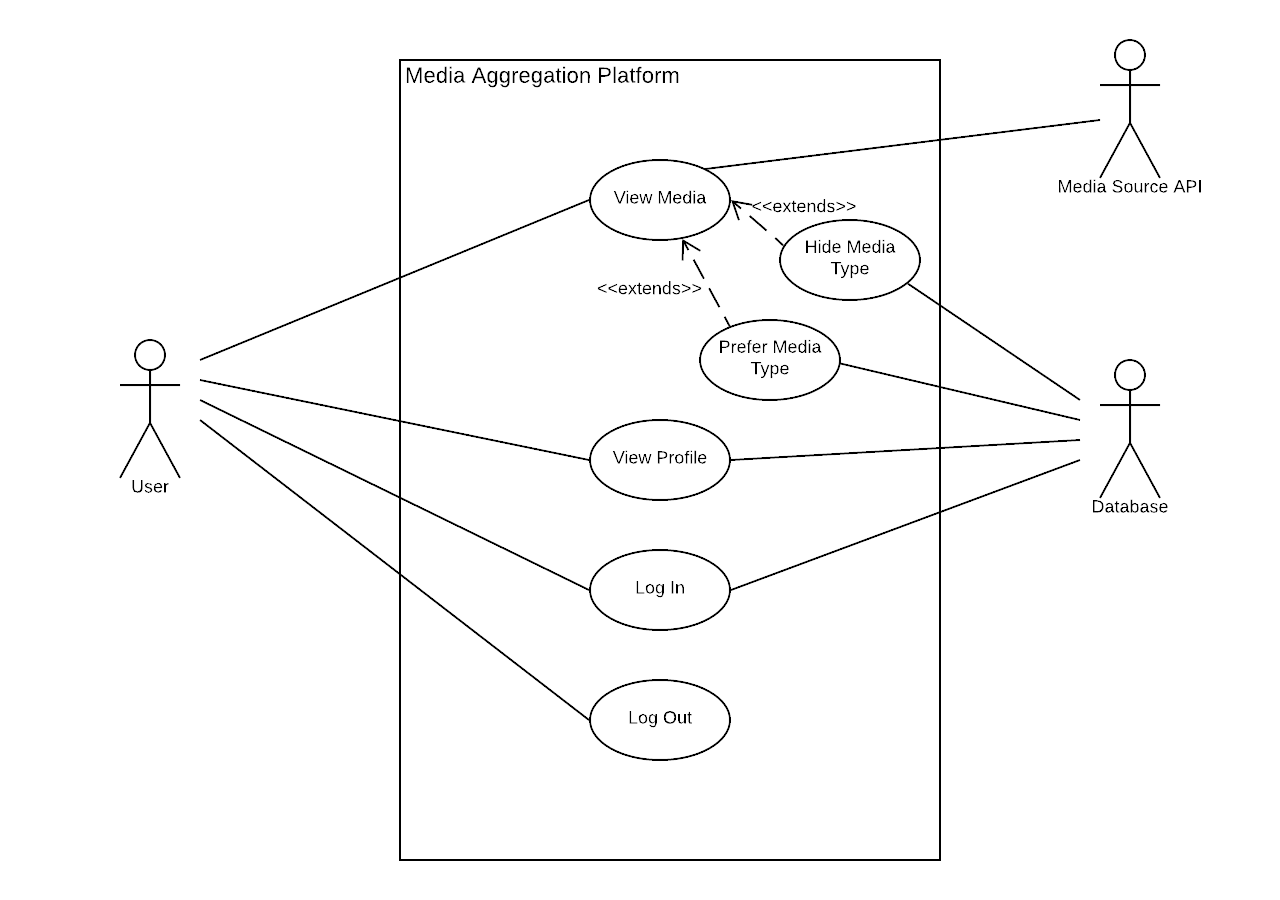 Media Aggregation Platform
Media Source API
View Media
<<extends>>
Hide Media
Type
<<extends>>
Prefer Media
Type
User
View Profile
Database
Log In
Log Out